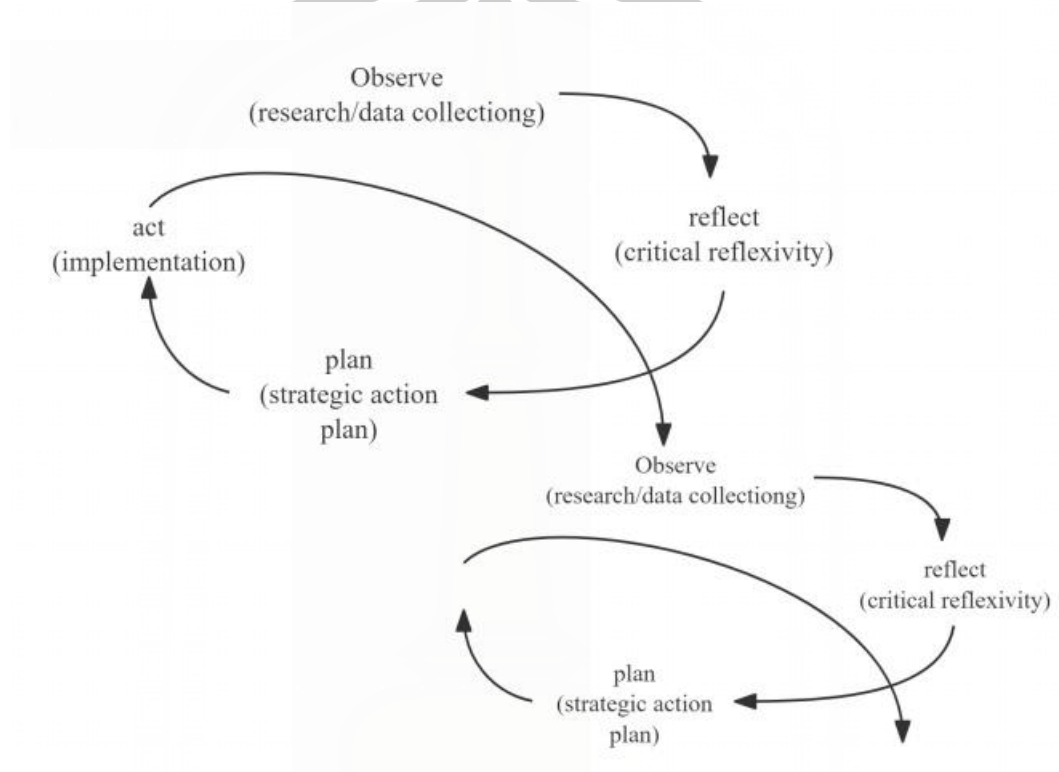 Observe
(research/data collectiong)
reflect
(critical reflexivity)
act
(implementation)
plan
(strategic action
plan)
Observe
(research/data collectiong)
reflect
(critical reflexivity)
plan
(strategic action
plan)